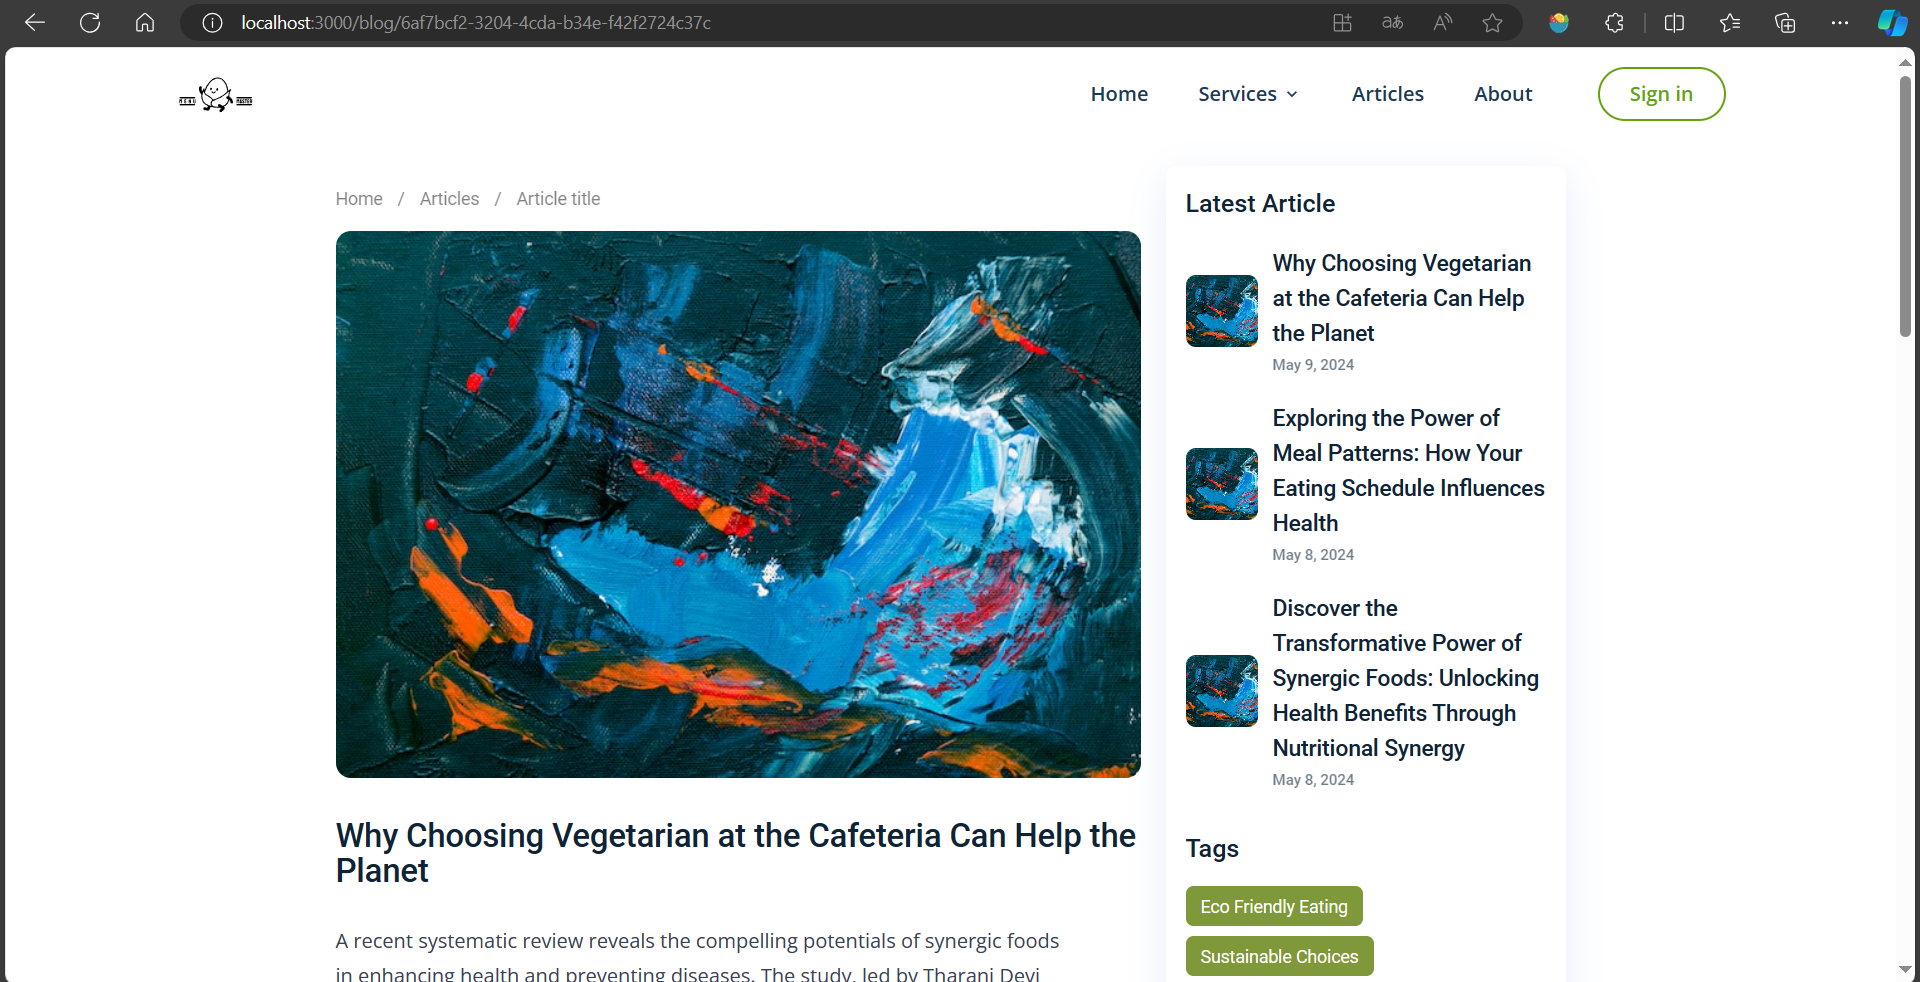 localhost:3000/blog/6af7bcf2-3204-4cda-b34e-f42f2724c37c
MENU MASTER
Home Services Articles About Sign in
Home / Articles / Article title
Why Choosing Vegetarian at the Cafeteria Can Help the
Planet
A recent systematic review reveals the compelling potentials of synergic foods
in enhancing health and preventing diseases. The study, led by Tharani Devi
Latest Article
Why Choosing Vegetarian
at the Cafeteria Can Help
the Planet
May 9, 2024
Exploring the Power of
Meal Patterns: How Your
Eating Schedule Influences
Health
May 8, 2024
Discover the
Transformative Power of
Synergic Foods: Unlocking
Health Benefits Through
Nutritional Synergy
May 8, 2024
Tags
Eco Friendly Eating
Sustainable Choices